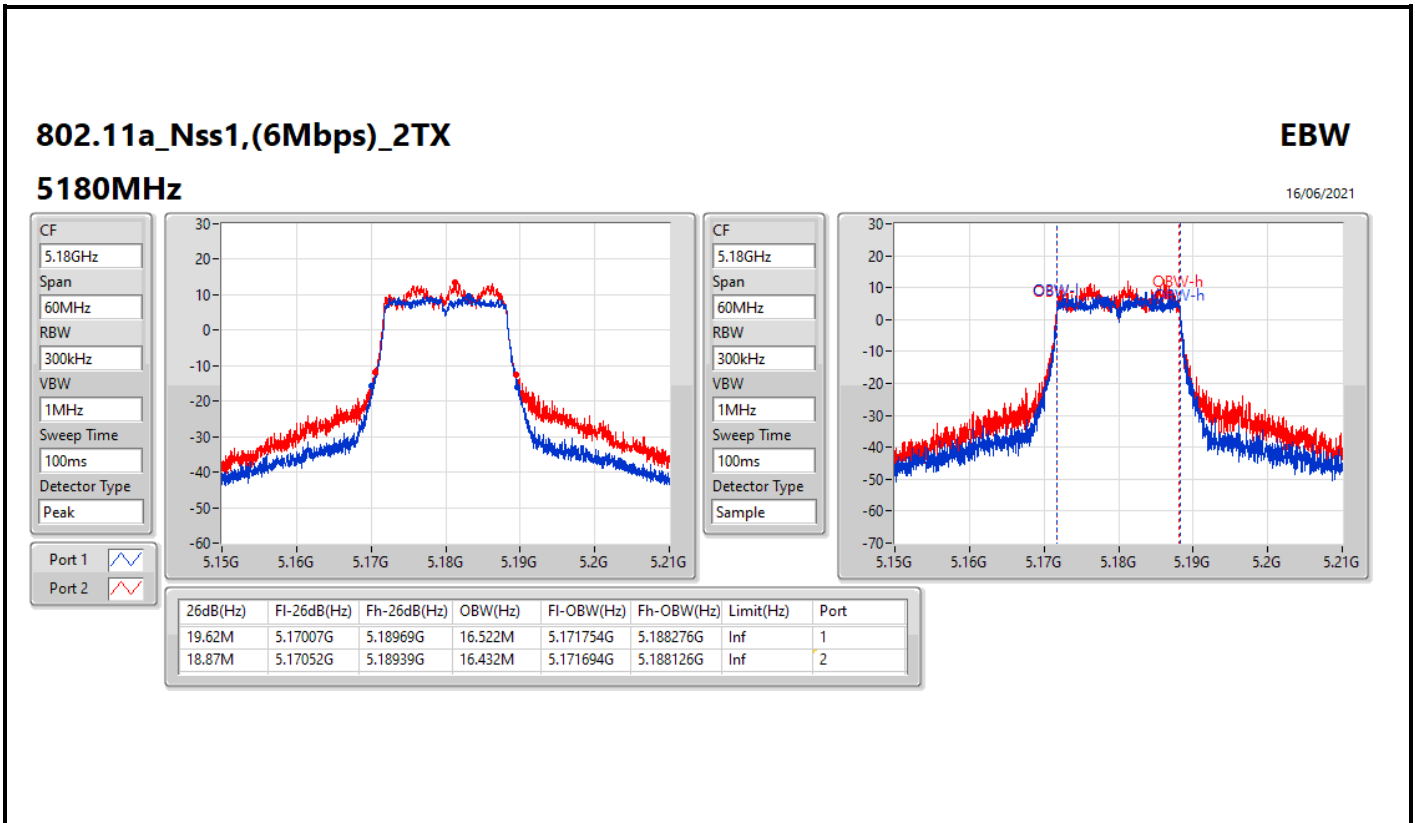 802.11a_Nss1,(6Mbps)_2TX
EBW
5180MHz
16/06/2021
CF
5.18GHz
Span
60MHz
RBW
300kHz
VBW
1MHz
Sweep Time
100ms
Detector Type
Peak
Port 1
Port 2
30
20
10
0
-10
-20
-30
-40
-50
-60
5.15G 5.16G 5.17G 5.18G 5.19G 5.2G 5.21G
CF
5.18GHz
Span
60MHz
RBW
300kHz
VBW
1MHz
Sweep Time
100ms
Detector Type
Sample
30
20
10
0
-10
-20
-30
-40
-50
-60
-70
OBW-l
OBW-h
OBW-h
5.15G 5.16G 5.17G 5.18G 5.19G 5.2G 5.21G
26dB(Hz) Fl-26dB(Hz) Fh-26dB(Hz) OBW(Hz) Fl-OBW(Hz) Fh-OBW(Hz) Limit(Hz) Port
19.62M 5.17007G 5.18969G 16.522M 5.171754G 5.188276G Inf 1
18.87M 5.17052G 5.18939G 16.432M 5.171694G 5.188126G Inf 2